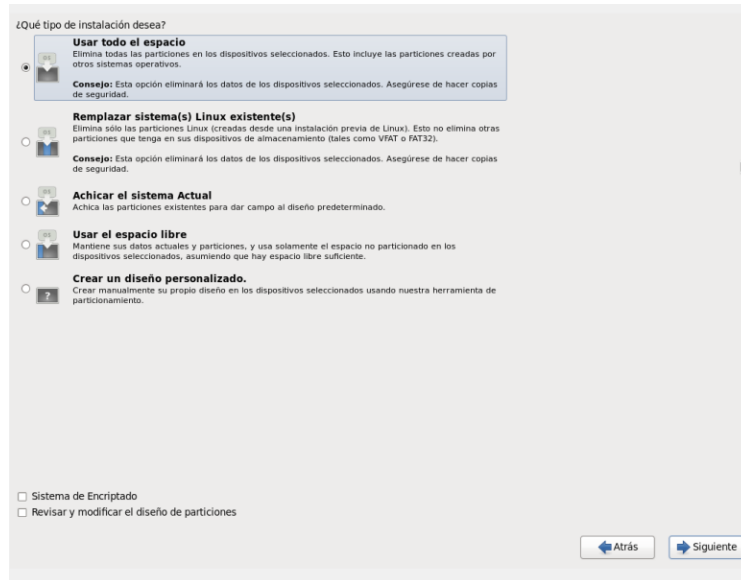 ¿Qué tipo de instalación desea?
Usar todo el espacio
Elimina todas las particiones en los dispositivos seleccionados. Esto incluye las particiones creadas por
otros sistemas operativos.
Consejo: Esta opción eliminará los datos de los dispositivos seleccionados. Asegúrese de hacer copias
de seguridad.
Remplazar sistema(s) Linux existente(s)
Elimina sólo las particiones Linux (creadas desde una instalación previa de Linux). Esto no elimina otras
particiones que tenga en sus dispositivos de almacenamiento (tales como VFAT o FAT32).
Consejo: Esta opción eliminará los datos de los dispositivos seleccionados. Asegúrese de hacer copias
de seguridad.
Achicar el sistema Actual
Achica las particiones existentes para dar campo al diseño predeterminado.
Usar el espacio libre
Mantiene sus datos actuales y particiones, y usa solamente el espacio no particionado en los
dispositivos seleccionados, asumiendo que hay espacio libre suficiente.
?
Crear un diseño personalizado.
Crear manualmente su propio diseño en los dispositivos seleccionados usando nuestra herramienta de
particionamiento.
Sistema de Encriptado
Revisar y modificar el diseño de particiones
Atrás
Siguiente